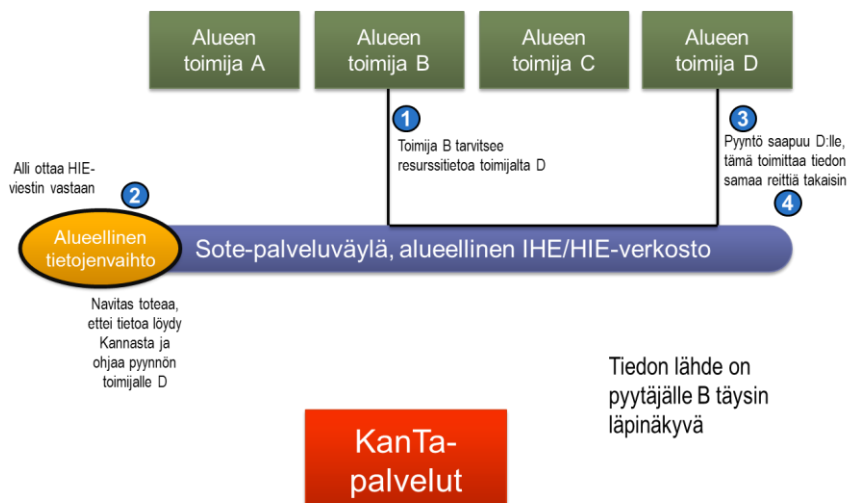 Alueen
toimija A
Alueen
toimija B
Alueen
toimija C
Alueen
toimija D
1
Toimija B tarvitsee
resurssitietoa toimijalta D
3
Pyyntö saapuu D:lle,
tämä toimittaa tiedon
samaa reittiä takaisin
4
Alli ottaa HIE-
viestin vastaan
2
Alueellinen
tietojenvaihto
Sote-palveluväylä, alueellinen IHE/HIE-verkosto
Navitas toteaa,
ettei tietoa löydy
Kannasta ja
ohjaa pyynnön
toimijalle D
Tiedon lähde on
pyytäjälle B täysin
läpinäkyvä
KanTa-
palvelut